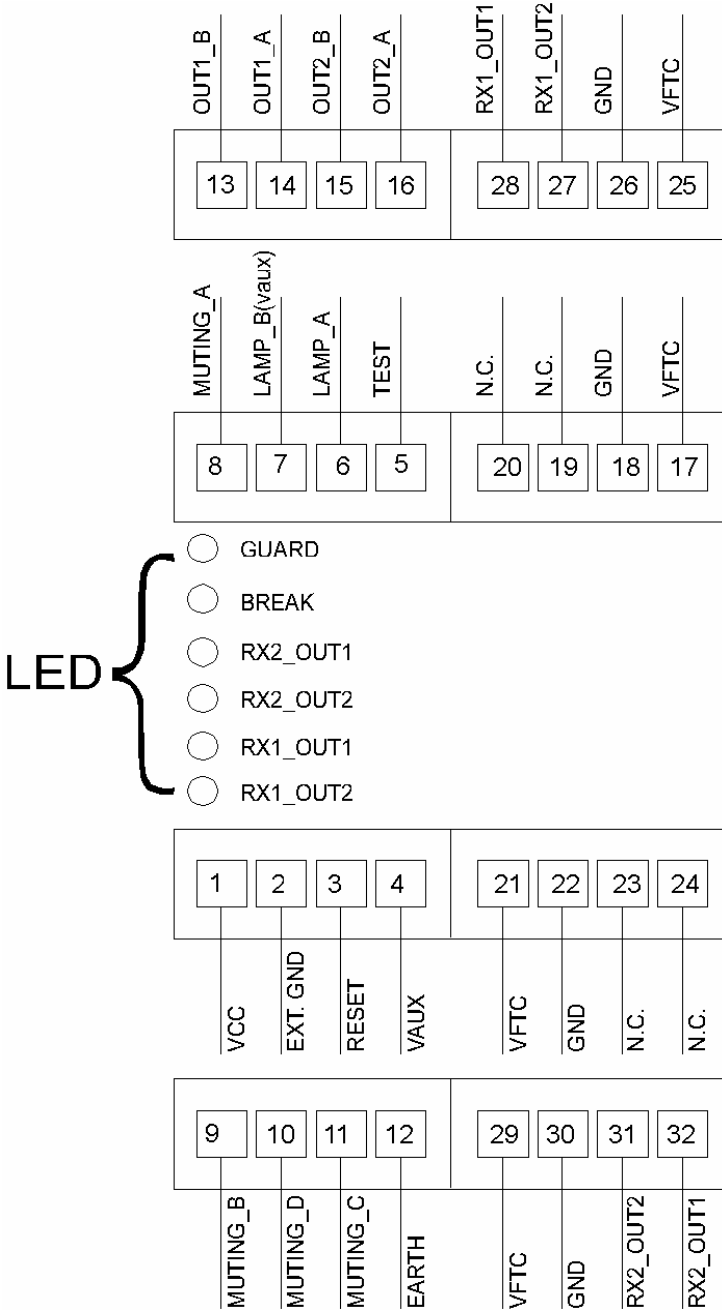 OUT1_B
OUT1_A
OUT2_B
OUT2_A
RX1_OUT1
RX1_OUT2
GND
VFTC
13
14
15
16
28
27
26
25
MUTING_A
LAMP_B(vaux)
LAMP_A
TEST
N.C.
N.C.
GND
VFTC
8
7
6
5
20
19
18
17
LED
GUARD
BREAK
RX2_OUT1
RX2_OUT2
RX1_OUT1
RX1_OUT2
1
2
3
4
21
22
23
24
VCC
EXT. GND
RESET
VAUX
VFTC
GND
N.C.
N.C.
9
10
11
12
29
30
31
32
MUTING_B
MUTING_D
MUTING_C
EARTH
VFTC
GND
RX2_OUT2
RX2_OUT1